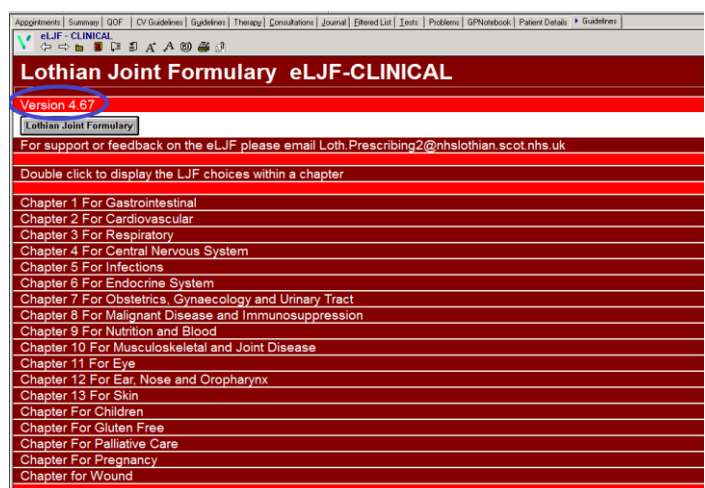 Appointments Summary QOF CV Guidelines Guidelines Therapy Consultations Journal Filtered List Tests Problems GPNotebook Patient Details Guidelines
eLJF - CLINICAL
Lothian Joint Formulary eLJF-CLINICAL
Version 4.67
Lothian Joint Formulary
For support or feedback on the eLJF please email Loth.Prescribing2@nhslothian.scot.nhs.uk
Double click to display the LJF choices within a chapter
Chapter 1 For Gastrointestinal
Chapter 2 For Cardiovascular
Chapter 3 For Respiratory
Chapter 4 For Central Nervous System
Chapter 5 For Infections
Chapter 6 For Endocrine System
Chapter 7 For Obstetrics, Gynaecology and Urinary Tract
Chapter 8 For Malignant Disease and Immunosuppression
Chapter 9 For Nutrition and Blood
Chapter 10 For Musculoskeletal and Joint Disease
Chapter 11 For Eye
Chapter 12 For Ear, Nose and Oropharynx
Chapter 13 For Skin
Chapter For Children
Chapter For Gluten Free
Chapter For Palliative Care
Chapter For Pregnancy
Chapter for Wound